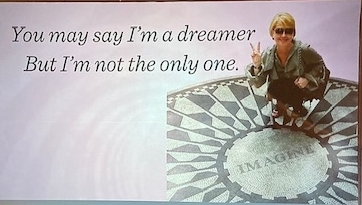 You may say I'm a dreamer
But I'm not the only one.
IMAGINE